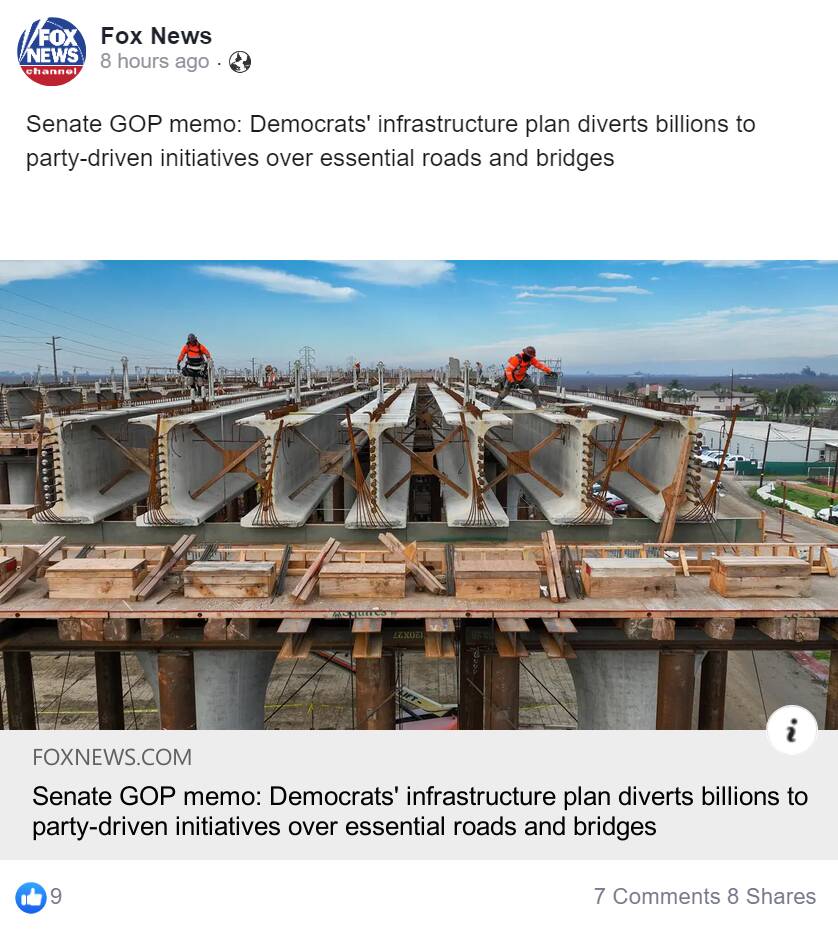 FOX
NEWS
channel
Fox News
8 hours ago ·
Senate GOP memo: Democrats' infrastructure plan diverts billions to
party-driven initiatives over essential roads and bridges
i
FOXNEWS.COM
Senate GOP memo: Democrats' infrastructure plan diverts billions to
party-driven initiatives over essential roads and bridges
9
7 Comments 8 Shares